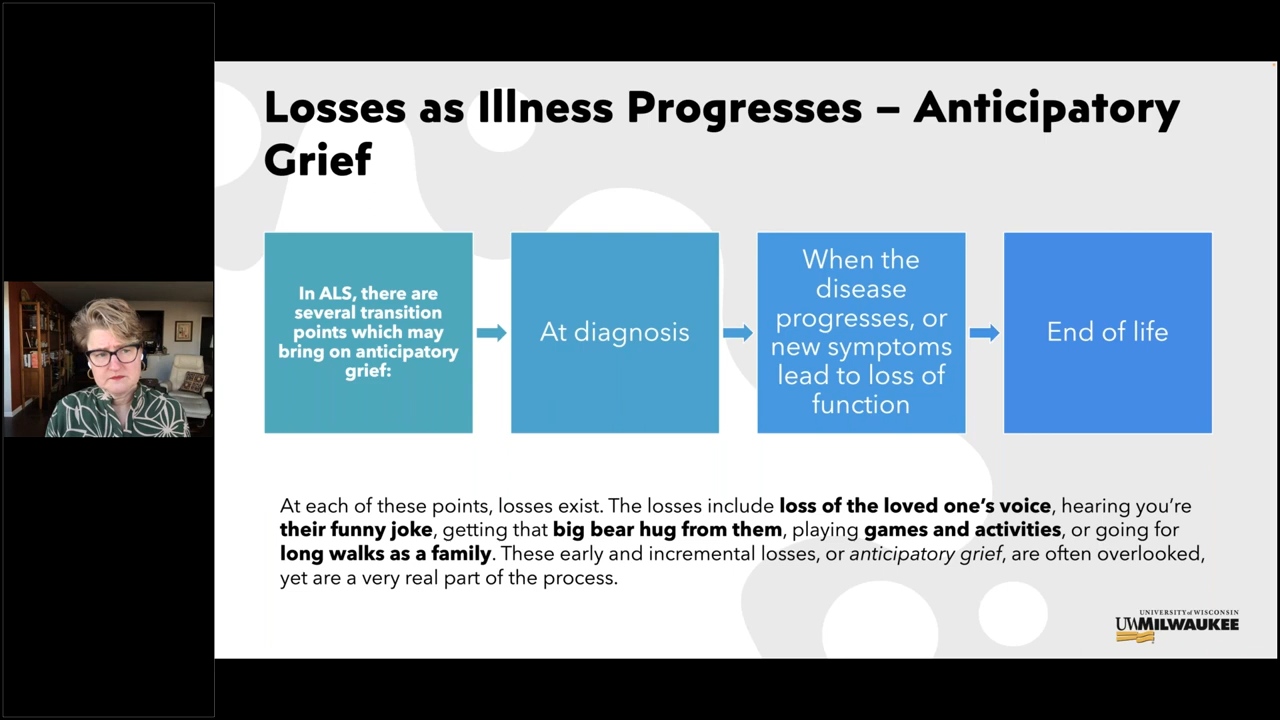 Losses as Illness Progresses – Anticipatory
Grief
In ALS, there are
several transition
points which may
bring on anticipatory
grief:
At diagnosis
When the
disease
progresses, or
new symptoms
lead to loss of
function
End of life
At each of these points, losses exist. The losses include loss of the loved one’s voice, hearing you’re
their funny joke, getting that big bear hug from them, playing games and activities, or going for
long walks as a family. These early and incremental losses, or anticipatory grief, are often overlooked,
yet are a very real part of the process.
UNIVERSITY of WISCONSIN
UWMILWAUKEE